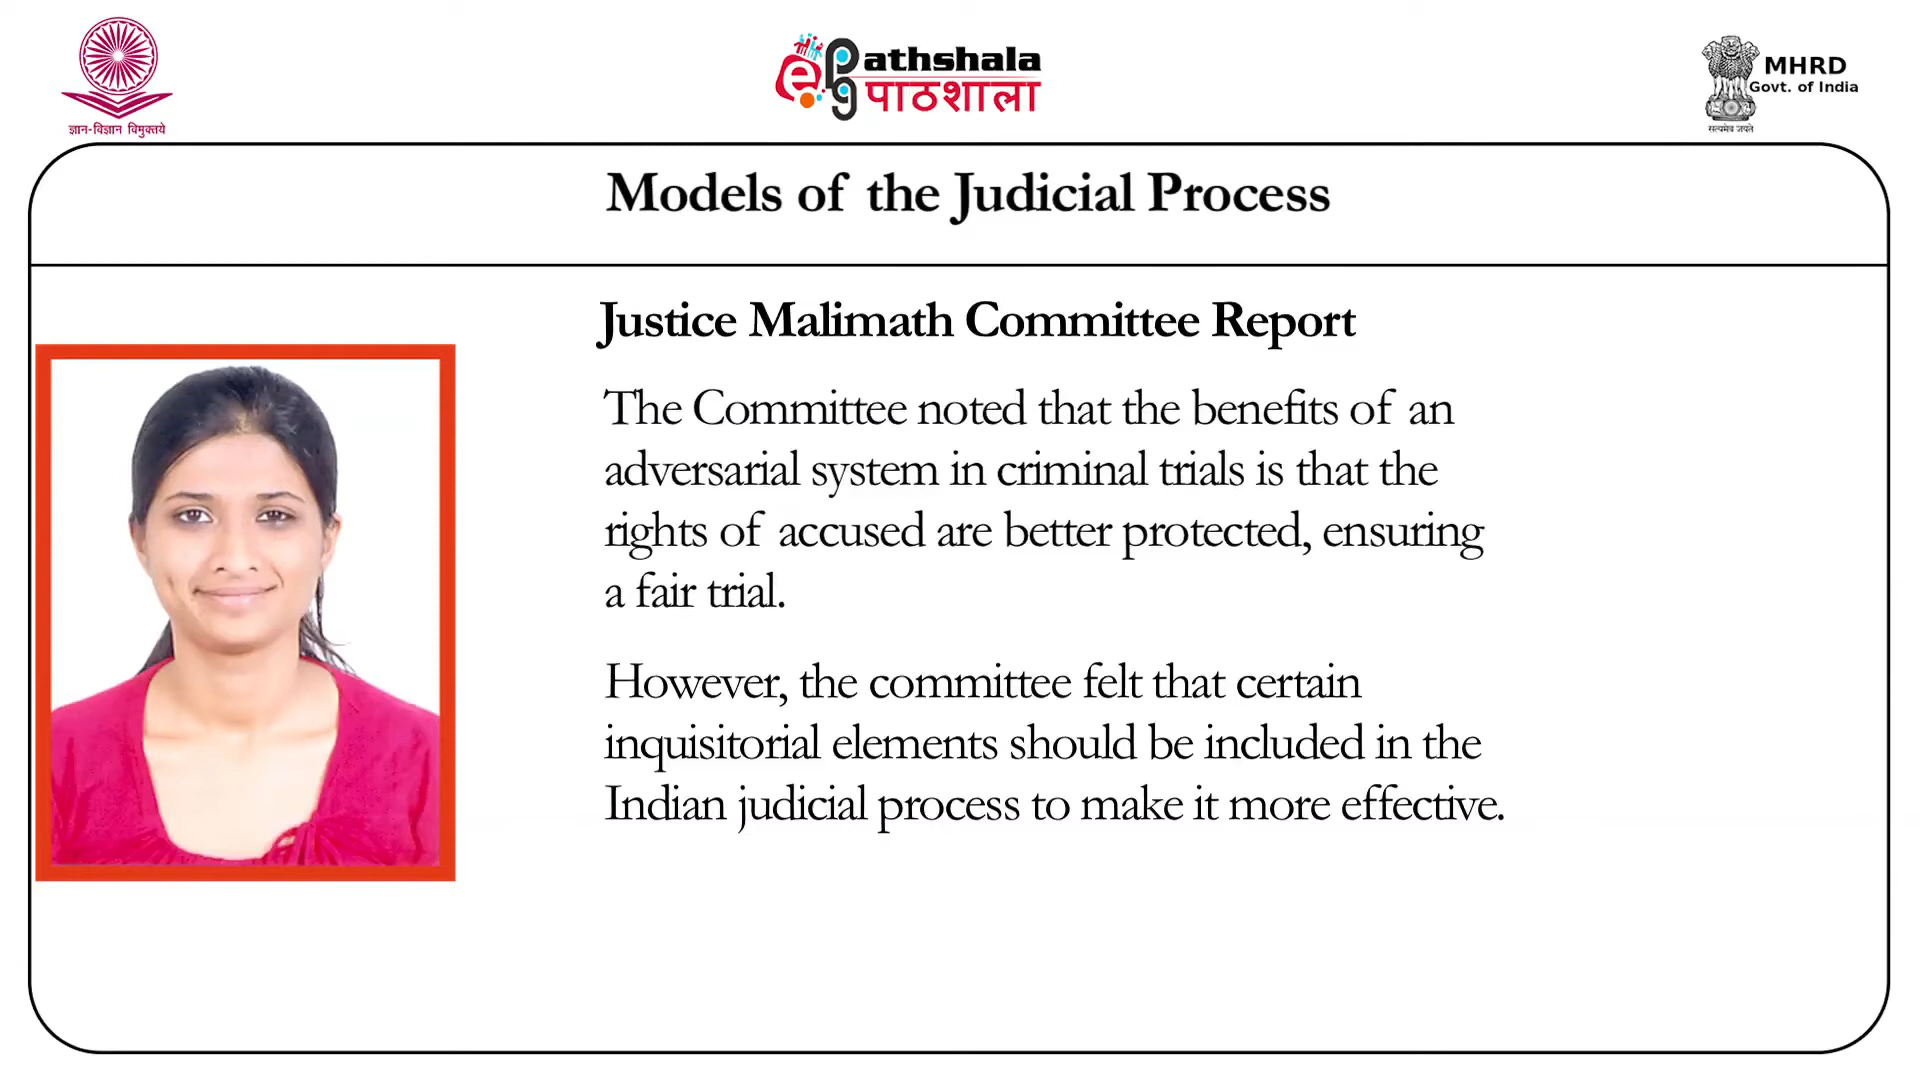 ज्ञान-विज्ञान विमुक्तये
e Pg athshala
पाठशाला
MHRD
Govt. of India
सत्यमेव जयते
Models of the Judicial Process
Justice Malimath Committee Report
The Committee noted that the benefits of an
adversarial system in criminal trials is that the
rights of accused are better protected, ensuring
a fair trial.
However, the committee felt that certain
inquisitorial elements should be included in the
Indian judicial process to make it more effective.